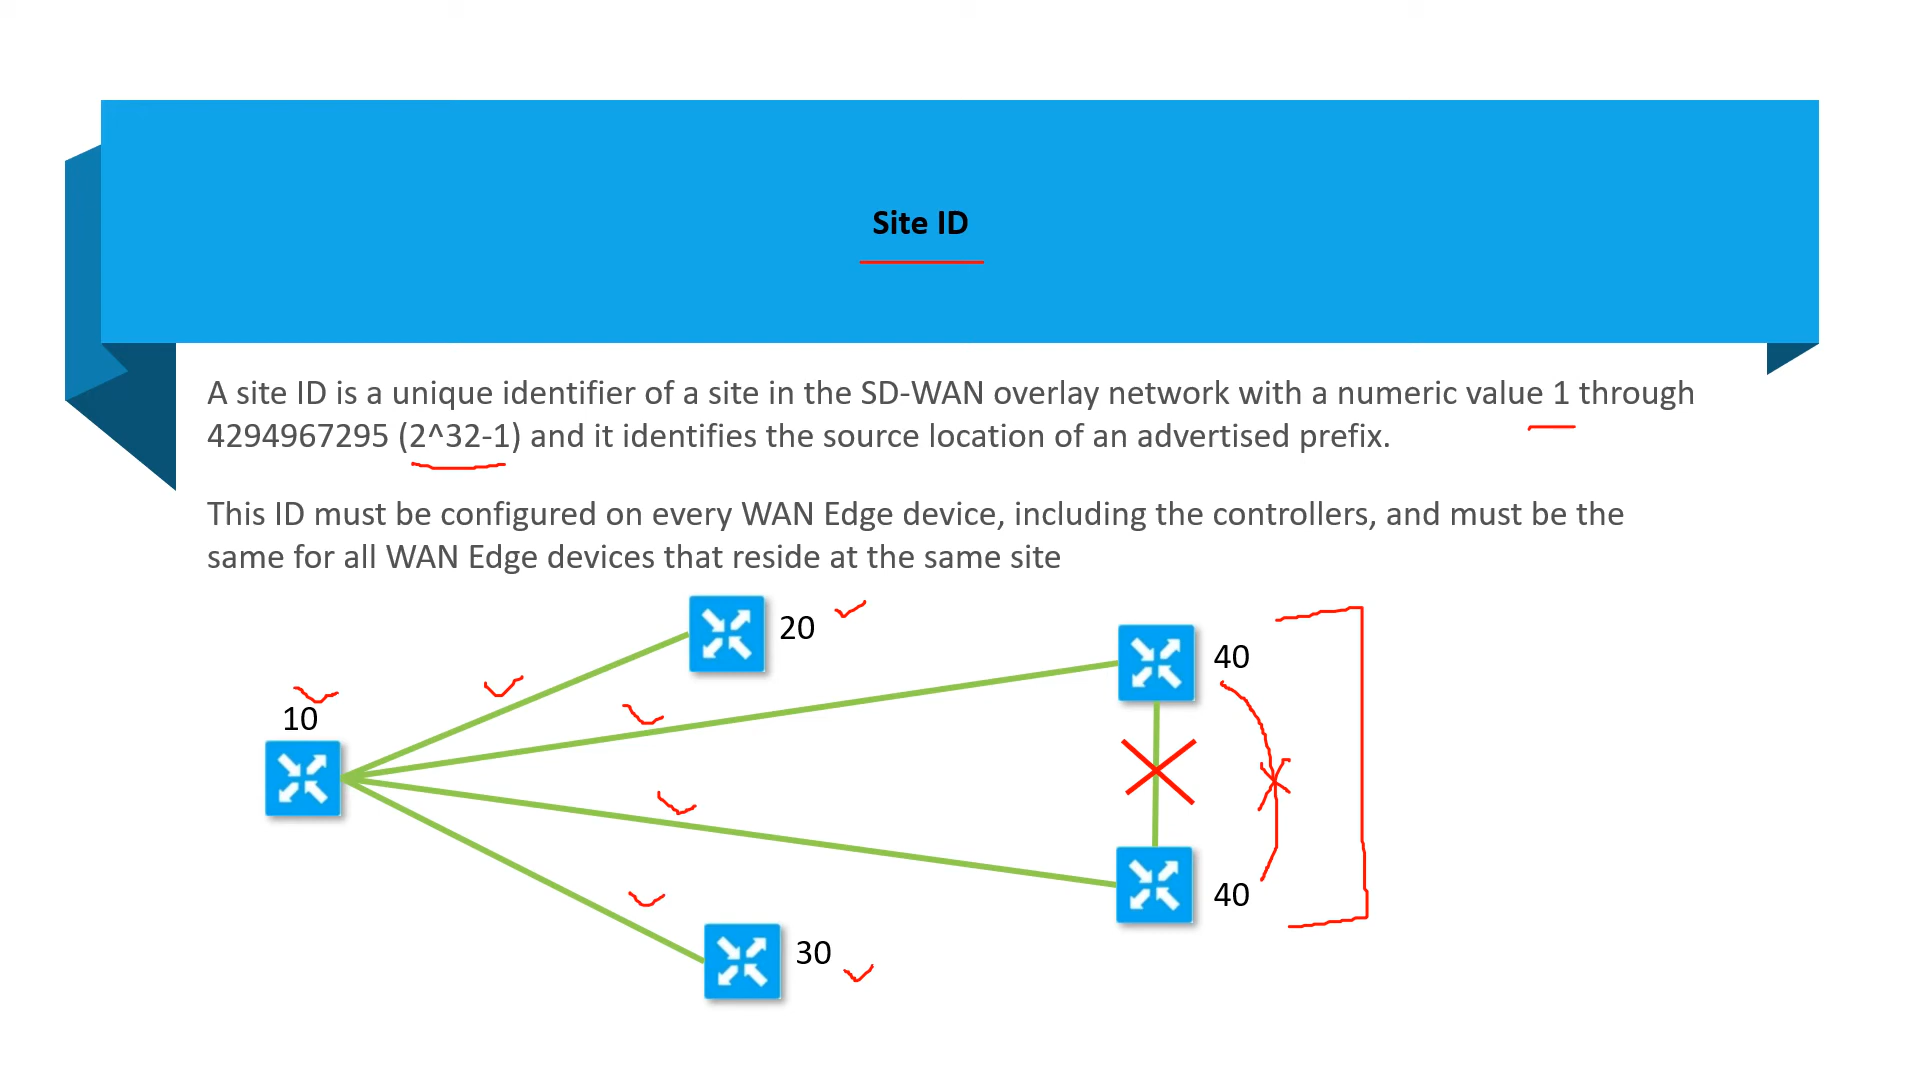 Site ID
A site ID is a unique identifier of a site in the SD-WAN overlay network with a numeric value 1 through
4294967295 (2^32-1) and it identifies the source location of an advertised prefix.
This ID must be configured on every WAN Edge device, including the controllers, and must be the
same for all WAN Edge devices that reside at the same site
20
40
10
40
30